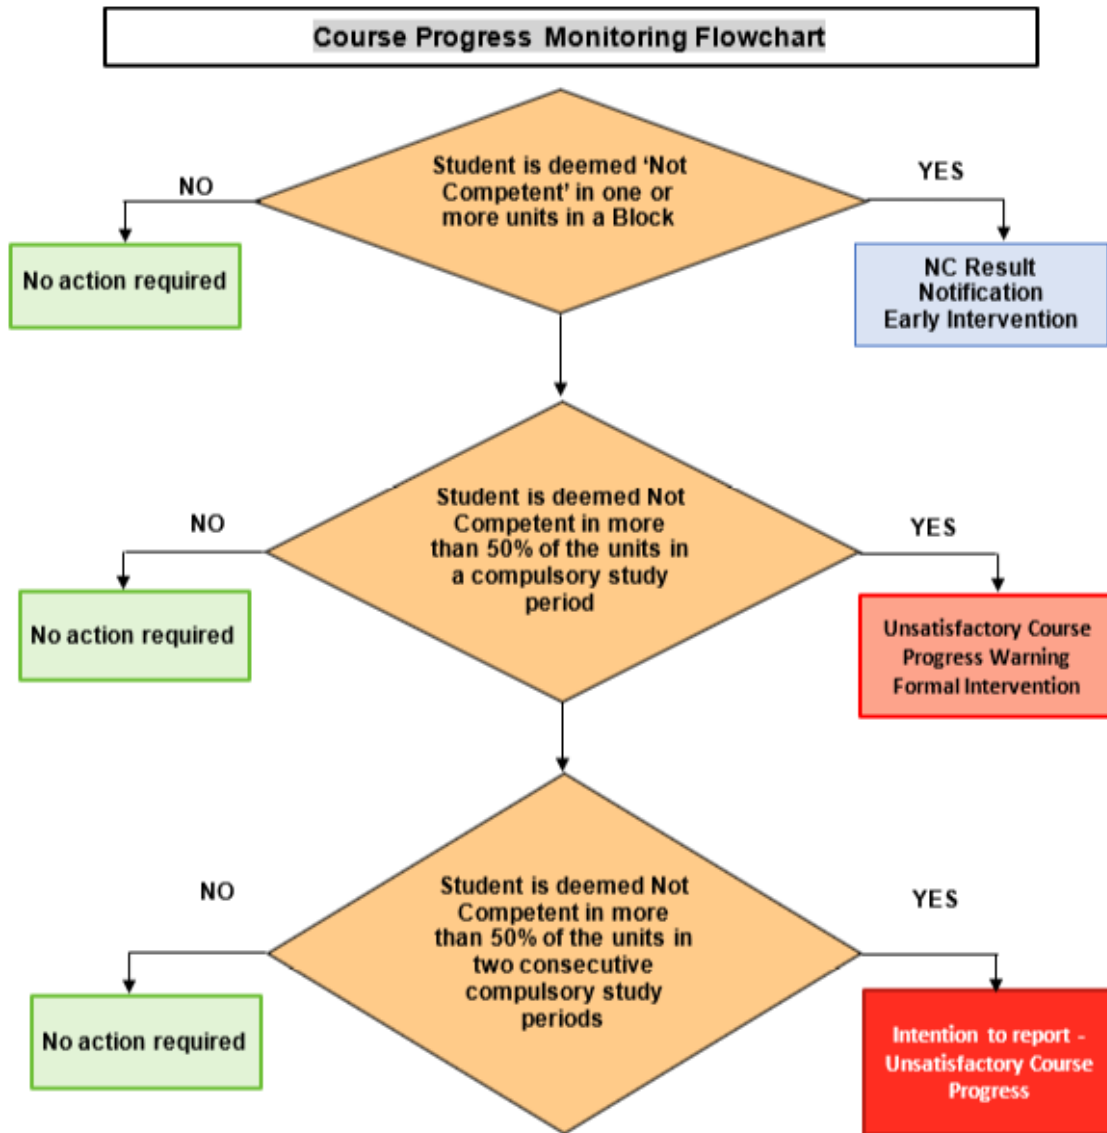 Course Progress Monitoring Flowchart
Student is deemed ‘Not
Competent’ in one or
more units in a Block
NO
YES
No action required
NC Result
Notification
Early Intervention
Student is deemed Not
Competent in more
than 50% of the units in
a compulsory study
period
NO
YES
No action required
Unsatisfactory Course
Progress Warning
Formal Intervention
Student is deemed Not
Competent in more
than 50% of the units in
two consecutive
compulsory study
periods
NO
YES
No action required
Intention to report -
Unsatisfactory Course
Progress